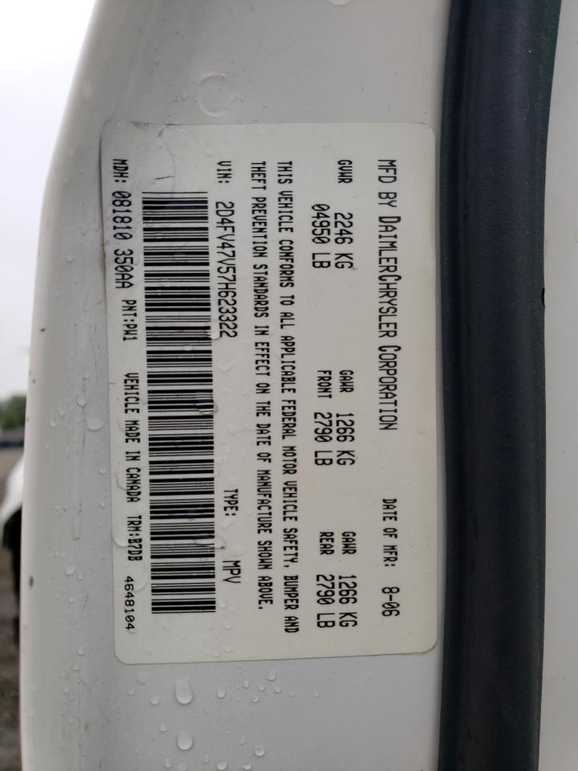 MFD BY DAIMLERCHRYSLER CORPORATION DATE OF MFR: 8-06
GVWR 2246 KG GAWR 1266 KG GAWR 1266 KG
04950 LB FRONT 2790 LB REAR 2790 LB
THIS VEHICLE CONFORMS TO ALL APPLICABLE FEDERAL MOTOR VEHICLE SAFETY, BUMPER AND
THEFT PREVENTION STANDARDS IN EFFECT ON THE DATE OF MANUFACTURE SHOWN ABOVE.
VIN: 2D4FV47V57H623322 TYPE: MPV
MDH: 081810 350AA PNT:PW1 VEHICLE MADE IN CANADA TRM:B7DB
4648104